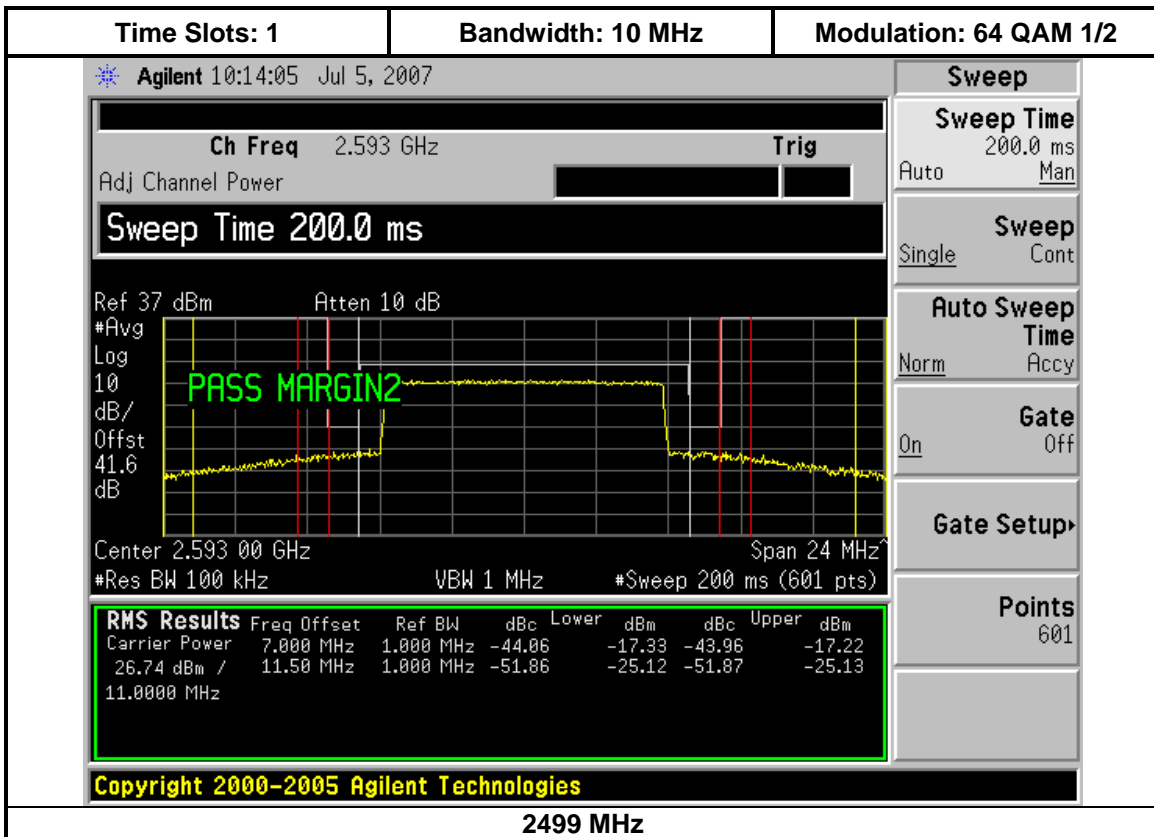 Time Slots: 1 Bandwidth: 10 MHz Modulation: 64 QAM 1/2
Agilent 10:14:05 Jul 5, 2007 Sweep
Ch Freq 2.593 GHz Trig
Adj Channel Power
Sweep Time 200.0 ms
Sweep Time
200.0 ms
Auto Man
Sweep
Single Cont
Auto Sweep
Time
Norm Accy
Gate
On Off
Gate Setup
Points
601
Ref 37 dBm Atten 10 dB
#Avg
Log
10
dB/
Offst
41.6
dB
PASS MARGIN2
Center 2.593 00 GHz Span 24 MHz^
#Res BW 100 kHz VBW 1 MHz #Sweep 200 ms (601 pts)
RMS Results Freq Offset Ref BW dBc Lower dBm dBc Upper dBm
Carrier Power 7.000 MHz 1.000 MHz -44.06 -17.33 -43.96 -17.22
26.74 dBm / 11.50 MHz 1.000 MHz -51.86 -25.12 -51.87 -25.13
11.0000 MHz
Copyright 2000-2005 Agilent Technologies
2499 MHz